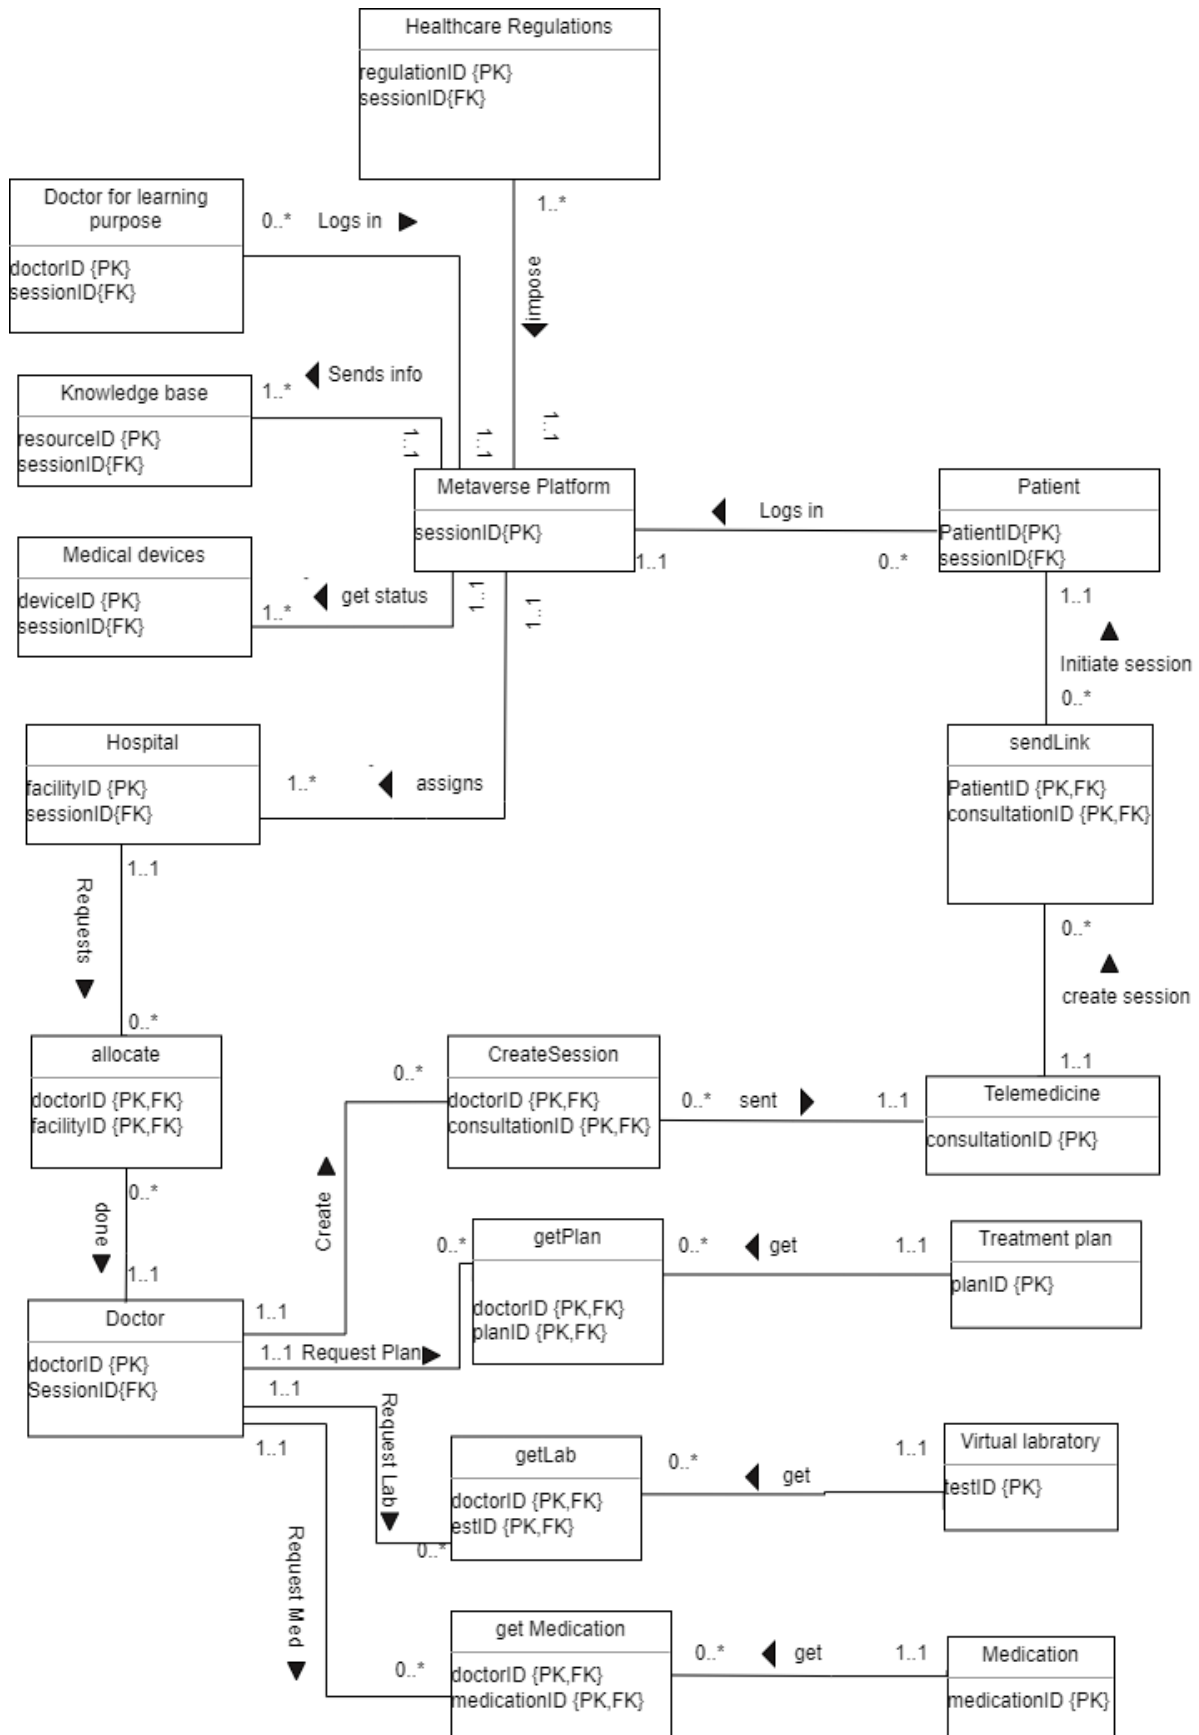 Healthcare Regulations
regulationID {PK}
sessionID{FK}
Doctor for learning
purpose
doctorID {PK}
sessionID{FK}
0..*
Logs in
1..*
impose
Knowledge base
resourceID {PK}
sessionID{FK}
1..*
Sends info
1..1
1..1
1..1
Metaverse Platform
sessionID{PK}
Logs in
1..1
0..*
Patient
PatientID{PK}
sessionID{FK}
Medical devices
deviceID {PK}
sessionID{FK}
1..*
get status
1..1
1..1
1..1
Initiate session
0..*
Hospital
facilityID {PK}
sessionID{FK}
1..*
assigns
sendLink
PatientID {PK,FK}
consultationID {PK,FK}
1..1
Requests
0..*
0..*
create session
1..1
allocate
doctorID {PK,FK}
facilityID {PK,FK}
0..*
CreateSession
doctorID {PK,FK}
consultationID {PK,FK}
0..*
sent
1..1
Telemedicine
consultationID {PK}
0..*
done
1..1
Create
0..*
getPlan
doctorID {PK,FK}
planID {PK,FK}
0..*
get
1..1
Treatment plan
planID {PK}
Doctor
doctorID {PK}
SessionID{FK}
1..1
1..1
Request Plan
1..1
1..1
Request Lab
0..*
getLab
doctorID {PK,FK}
estID {PK,FK}
0..*
get
1..1
Virtual labratory
testID {PK}
Request Med
0..*
get Medication
doctorID {PK,FK}
medicationID {PK,FK}
0..*
get
1..1
Medication
medicationID {PK}